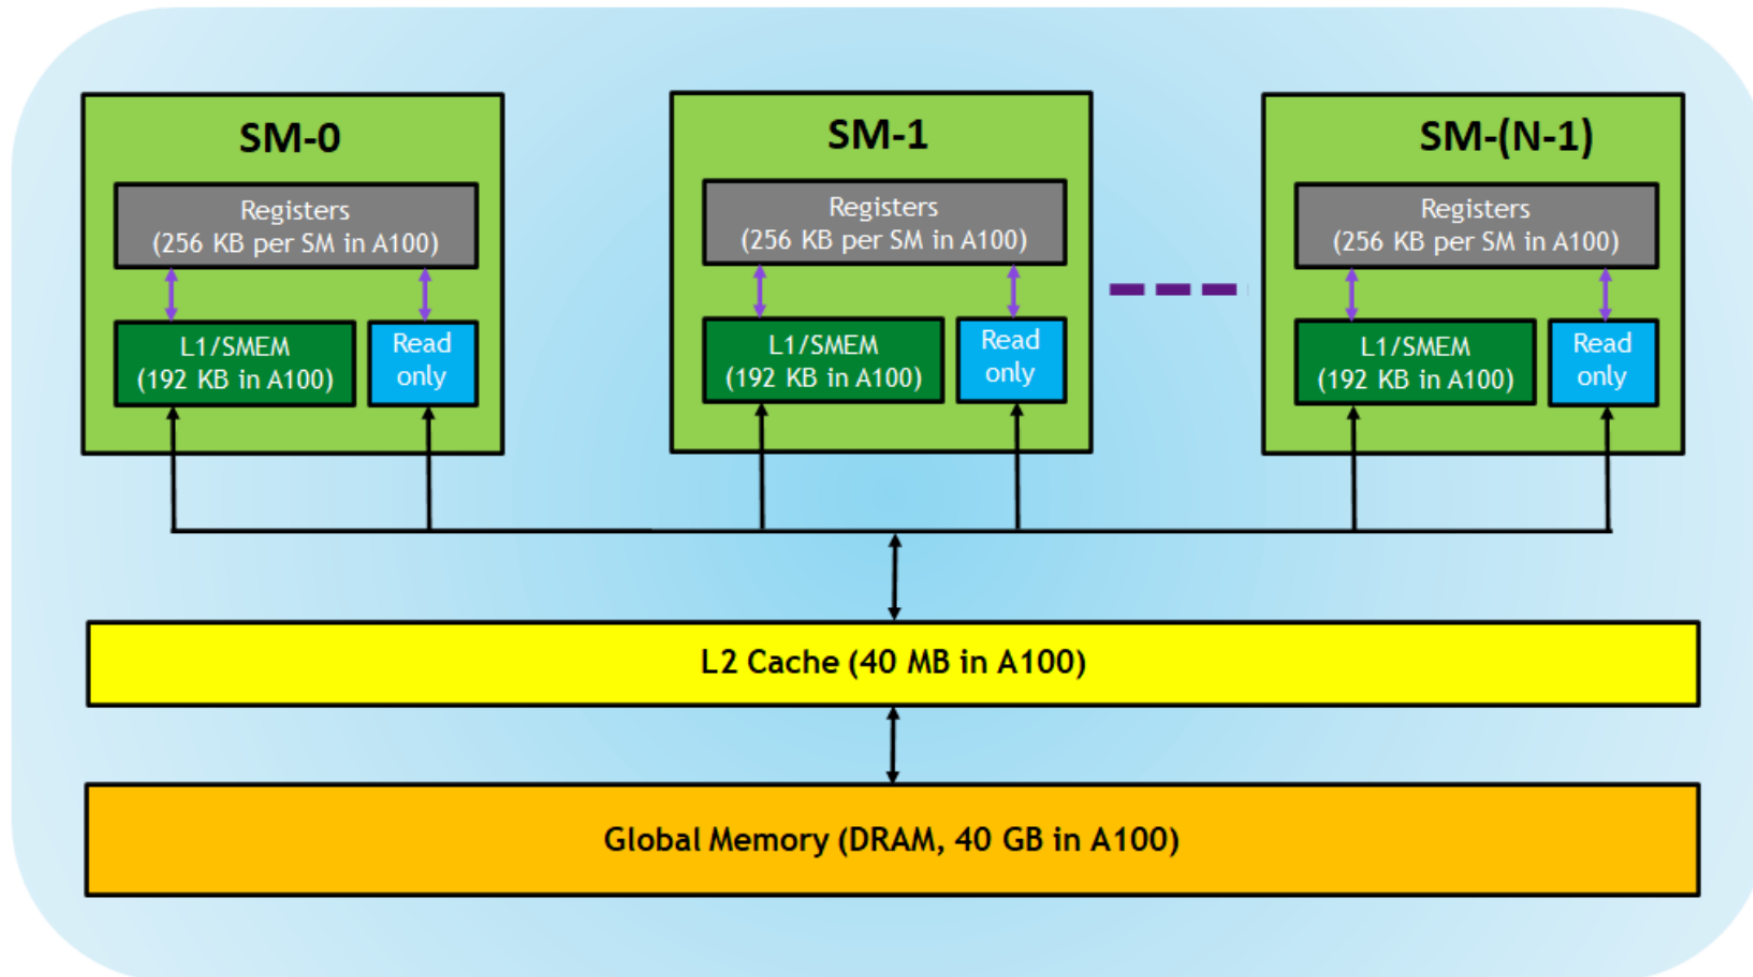 SM-0
Registers
(256 KB per SM in A100)
L1/SMEM
(192 KB in A100)
Read
only
SM-1
Registers
(256 KB per SM in A100)
L1/SMEM
(192 KB in A100)
Read
only
SM-(N-1)
Registers
(256 KB per SM in A100)
L1/SMEM
(192 KB in A100)
Read
only
L2 Cache (40 MB in A100)
Global Memory (DRAM, 40 GB in A100)